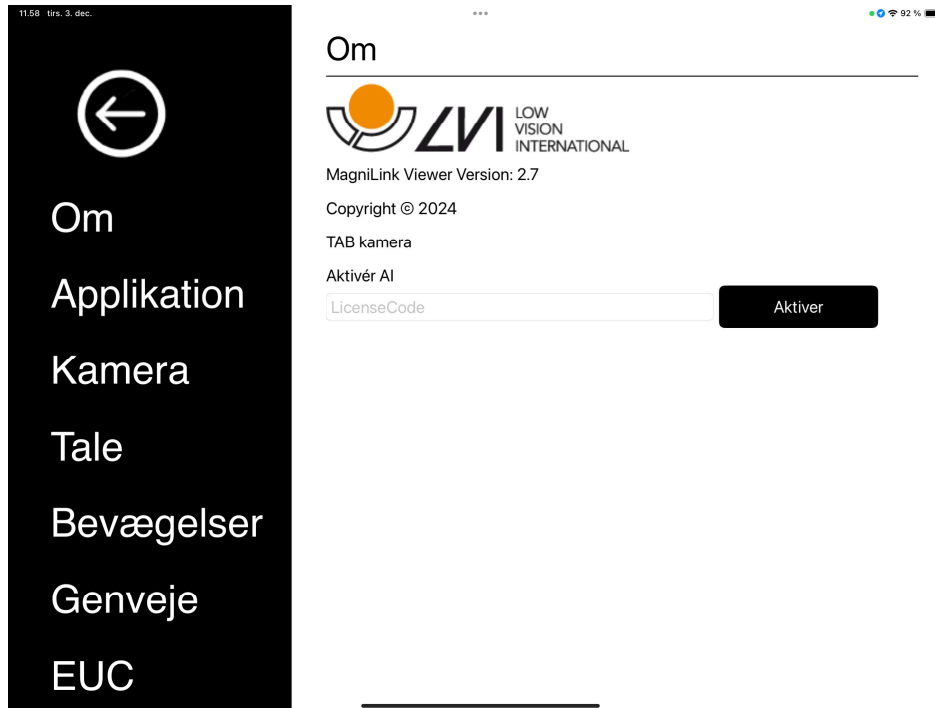 11.58 tirs. 3. dec.
92 %
Om
Applikation
Kamera
Tale
Bevægelser
Genveje
EUC
Om
LVI LOW
VISION
INTERNATIONAL
MagniLink Viewer Version: 2.7
Copyright © 2024
TAB kamera
Aktivér AI
LicenseCode
Aktiver